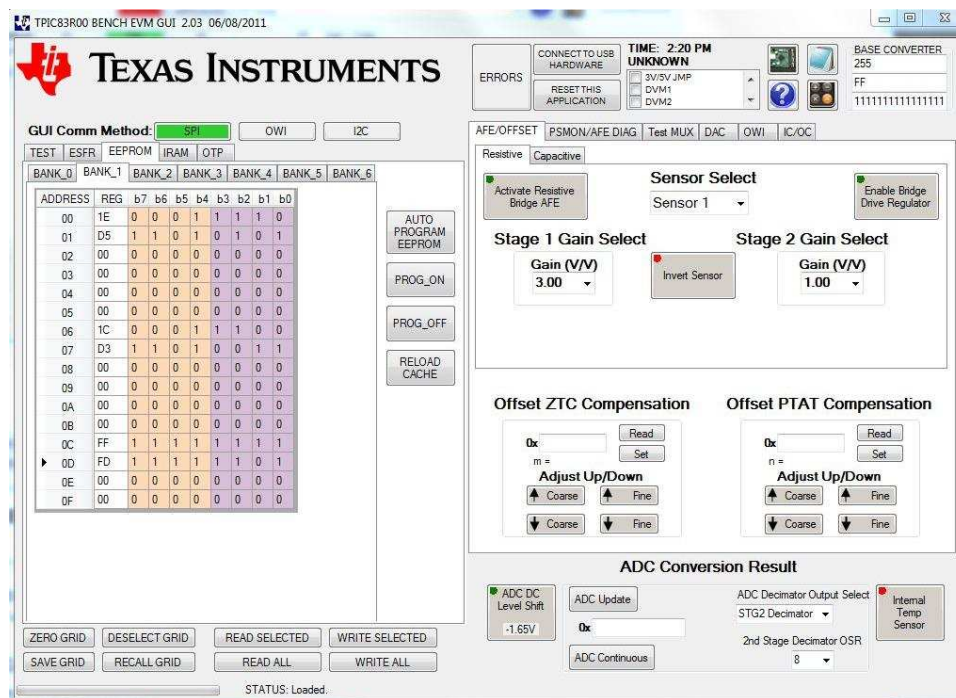 TPIC83R00 BENCH EVM GUI 2.03 06/08/2011
TEXAS INSTRUMENTS
GUI Comm Method: SPI OWI I2C
TEST ESFR EEPROM IRAM OTP
BANK_0 BANK_1 BANK_2 BANK_3 BANK_4 BANK_5 BANK_6
ADDRESS REG b7 b6 b5 b4 b3 b2 b1 b0
00 1E 0 0 0 1 1 1 1 0
01 D5 1 1 0 1 0 1 0 1
02 00 0 0 0 0 0 0 0 0
03 00 0 0 0 0 0 0 0 0
04 00 0 0 0 0 0 0 0 0
05 00 0 0 0 0 0 0 0 0
06 1C 0 0 0 1 1 1 0 0
07 D3 1 1 0 1 0 0 1 1
08 00 0 0 0 0 0 0 0 0
09 00 0 0 0 0 0 0 0 0
0A 00 0 0 0 0 0 0 0 0
0B 00 0 0 0 0 0 0 0 0
0C FF 1 1 1 1 1 1 1 1
0D FD 1 1 1 1 1 1 0 1
0E 00 0 0 0 0 0 0 0 0
0F 00 0 0 0 0 0 0 0 0
AUTO
PROGRAM
EEPROM
PROG_ON
PROG_OFF
RELOAD
CACHE
ZERO GRID DESELECT GRID READ SELECTED WRITE SELECTED
SAVE GRID RECALL GRID READ ALL WRITE ALL
STATUS: Loaded.
ERRORS
CONNECT TO USB
HARDWARE
RESET THIS
APPLICATION
TIME: 2:20 PM
UNKNOWN
3V/5V JMP
DVM1
DVM2
BASE CONVERTER
255
FF
1111111111111111
AFE/OFFSET PSMON/AFE DIAG Test MUX DAC OWI IC/OC
Resistive Capacitive
Activate Resistive
Bridge AFE
Sensor Select
Sensor 1
Enable Bridge
Drive Regulator
Stage 1 Gain Select
Gain (V/V)
3.00
Invert Sensor
Stage 2 Gain Select
Gain (V/V)
1.00
Offset ZTC Compensation
0x Read
m = Set
Adjust Up/Down
Coarse Fine
Coarse Fine
Offset PTAT Compensation
0x Read
n = Set
Adjust Up/Down
Coarse Fine
Coarse Fine
ADC Conversion Result
ADC DC
Level Shift
-1.65V
ADC Update
0x
ADC Continuous
ADC Decimator Output Select
STG2 Decimator
2nd Stage Decimator OSR
8
Internal
Temp
Sensor